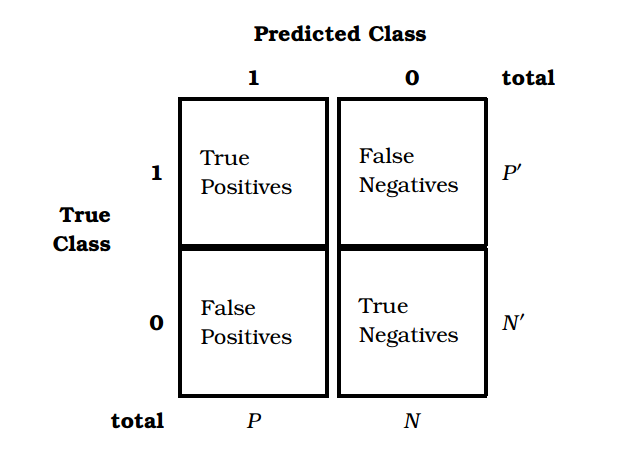 Predicted Class
1 0 total
True
Positives
False
Negatives
1
P′
True
Class
False
Positives
True
Negatives
0
N′
total P N